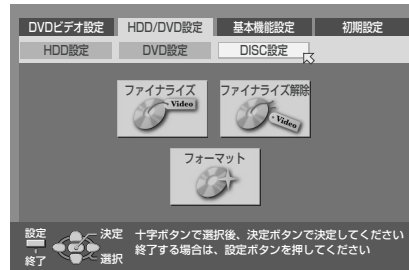 DVDビデオ設定 HDD/DVD設定 基本機能設定 初期設定
HDD設定 DVD設定 DISC設定
ファイナライズ ファイナライズ解除
Video Video
フォーマット
設定 決定 十字ボタンで選択後、決定ボタンで決定してください
終了 選択 終了する場合は、設定ボタンを押してください